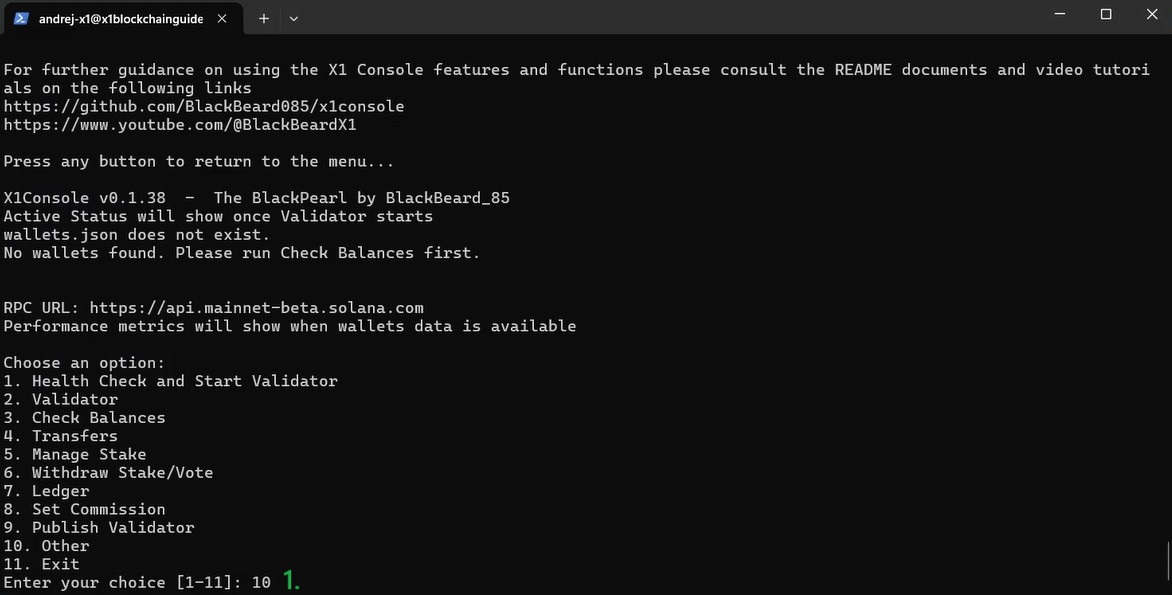 andrej-x1@x1blockchainguide
For further guidance on using the X1 Console features and functions please consult the README documents and video tutori
als on the following links
https://github.com/BlackBeard085/x1console
https://www.youtube.com/@BlackBeardX1
Press any button to return to the menu...
X1Console v0.1.38  -  The BlackPearl by BlackBeard_85
Active Status will show once Validator starts
wallets.json does not exist.
No wallets found. Please run Check Balances first.
RPC URL: https://api.mainnet-beta.solana.com
Performance metrics will show when wallets data is available
Choose an option:
1. Health Check and Start Validator
2. Validator
3. Check Balances
4. Transfers
5. Manage Stake
6. Withdraw Stake/Vote
7. Ledger
8. Set Commission
9. Publish Validator
10. Other
11. Exit
Enter your choice [1-11]: 10 1.